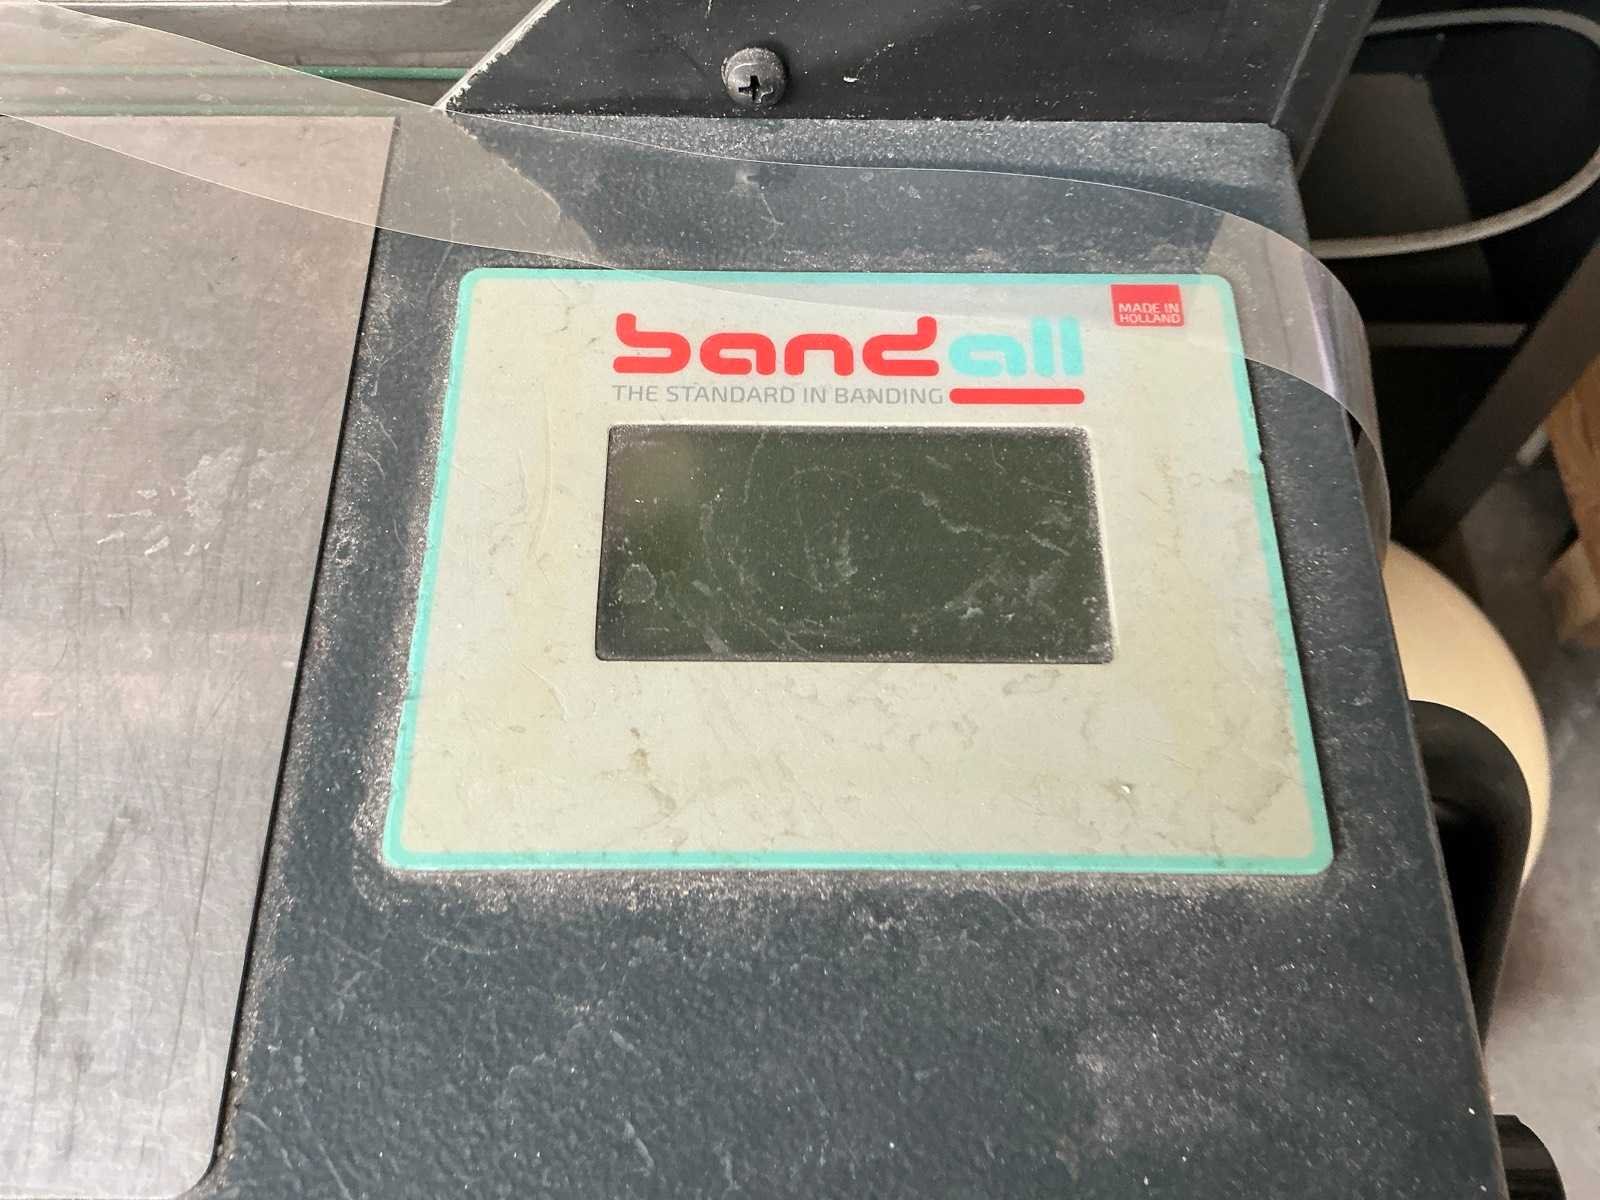 MADE IN
HOLLAND
bandall
THE STANDARD IN BANDING